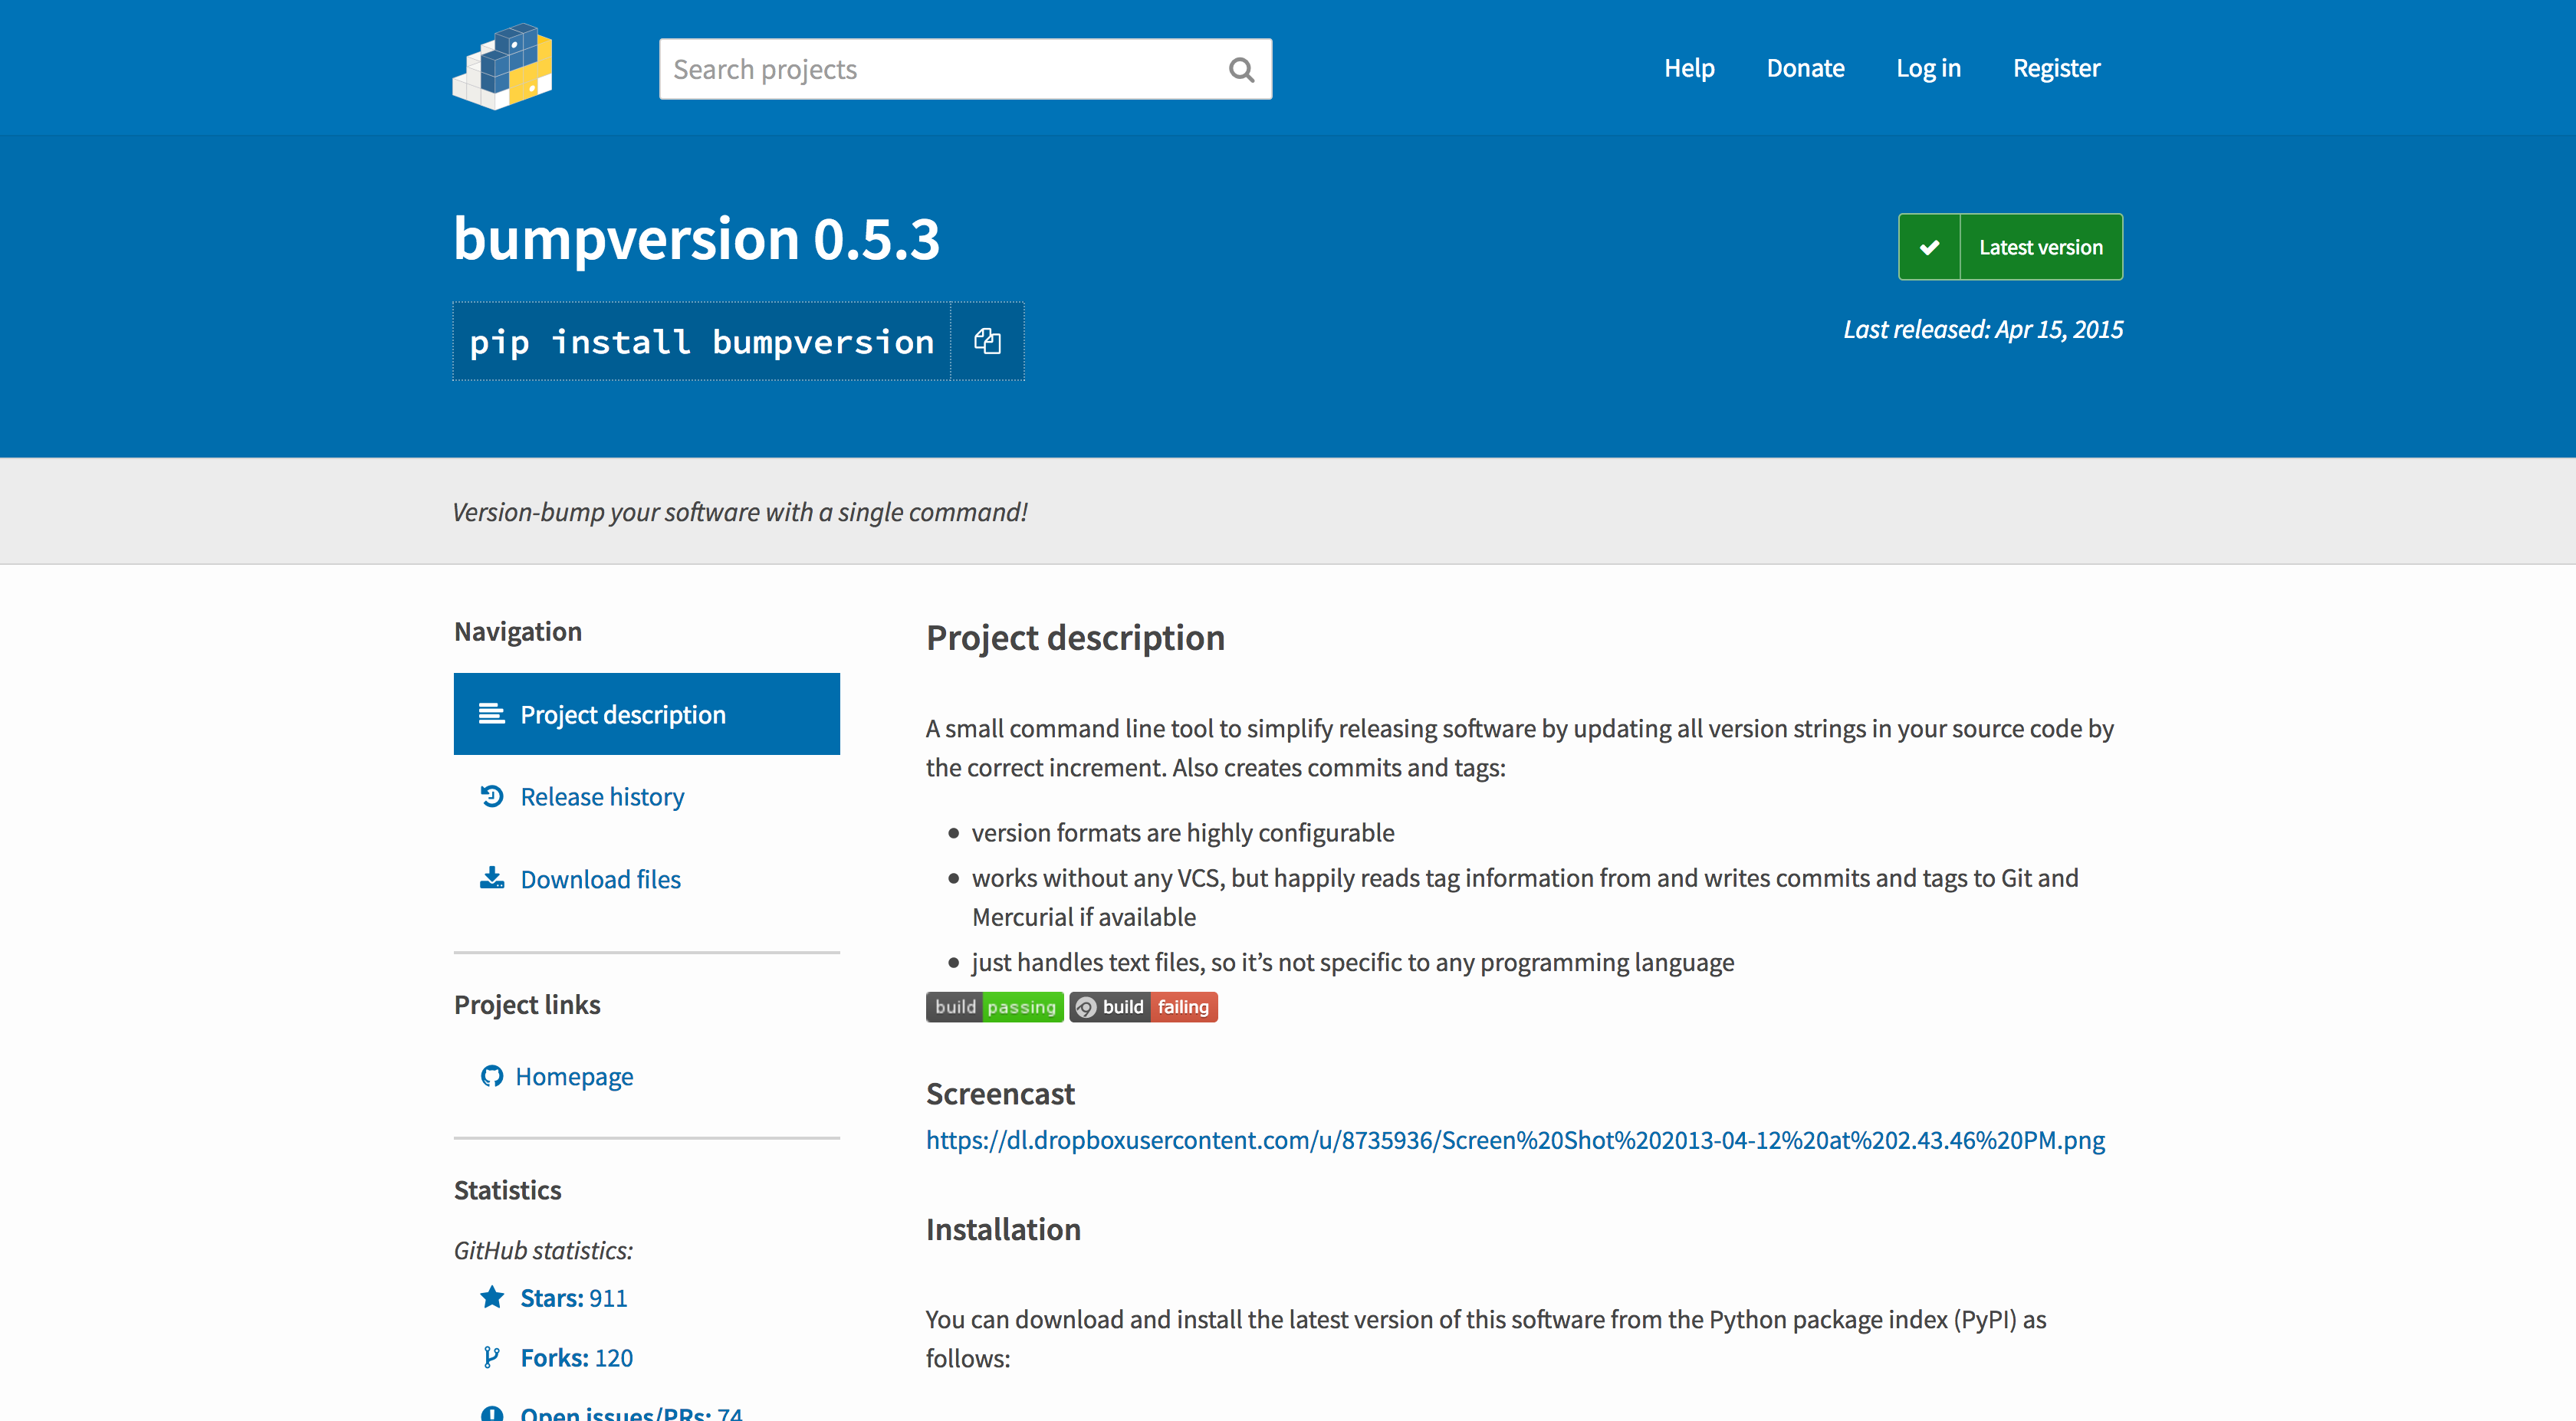 Search projects
Help
Donate
Log in
Register
bumpversion 0.5.3
Latest version
pip install bumpversion
Last released: Apr 15, 2015
Version-bump your software with a single command!
Navigation
Project description
Release history
Download files
Project links
Homepage
Statistics
GitHub statistics:
Stars: 911
Forks: 120
Open issues/PRs: 74
Project description
A small command line tool to simplify releasing software by updating all version strings in your source code by
the correct increment. Also creates commits and tags:
version formats are highly configurable
works without any VCS, but happily reads tag information from and writes commits and tags to Git and
Mercurial if available
just handles text files, so it’s not specific to any programming language
build passing build failing
Screencast
https://dl.dropboxusercontent.com/u/8735936/Screen%20Shot%202013-04-12%20at%202.43.46%20PM.png
Installation
You can download and install the latest version of this software from the Python package index (PyPI) as
follows: